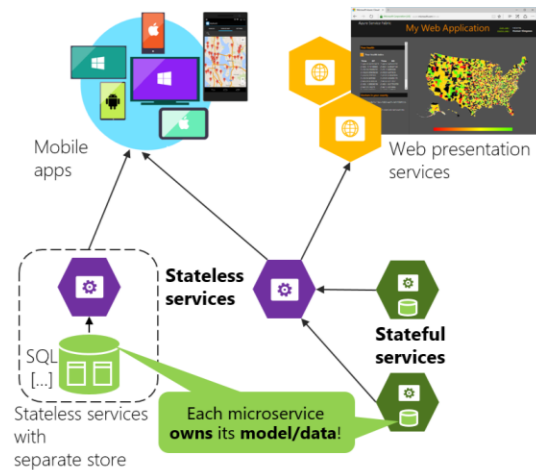 My Web Application
Mobile
apps
Web presentation
services
Stateless
services
Stateful
services
SQL
[...]
Each microservice
owns its model/data!
Stateless services
with
separate store